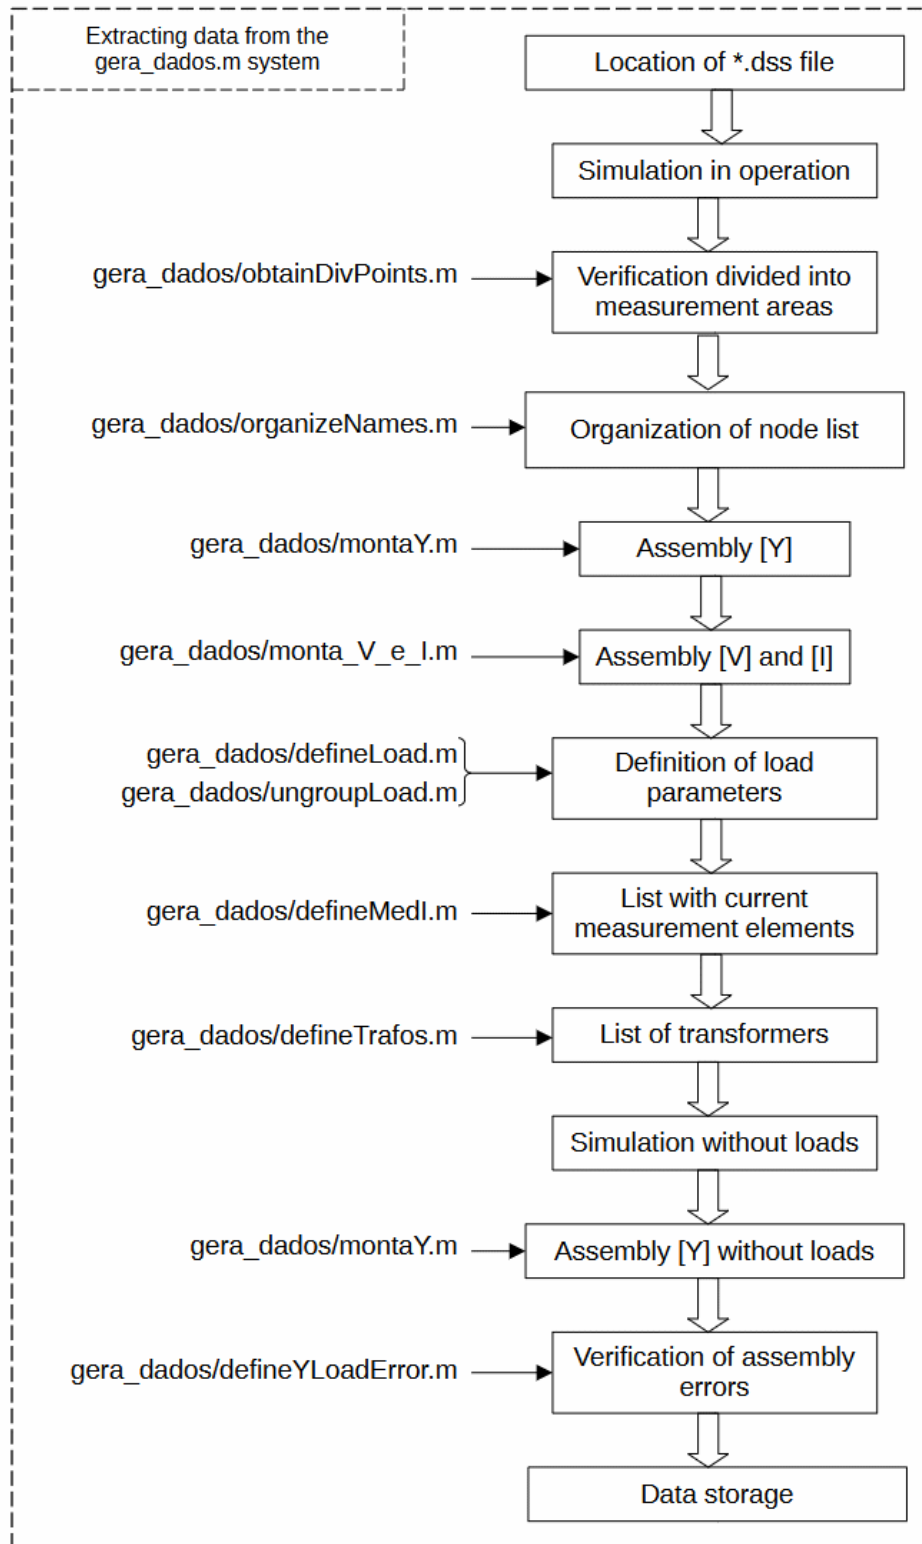 Extracting data from the
gera_dados.m system
Location of *.dss file
Simulation in operation
gera_dados/obtainDivPoints.m
Verification divided into
measurement areas
gera_dados/organizeNames.m
Organization of node list
gera_dados/montaY.m
Assembly [Y]
gera_dados/monta_V_e_I.m
Assembly [V] and [I]
gera_dados/defineLoad.m
gera_dados/ungroupLoad.m
Definition of load
parameters
gera_dados/defineMedI.m
List with current
measurement elements
gera_dados/defineTrafos.m
List of transformers
Simulation without loads
gera_dados/montaY.m
Assembly [Y] without loads
gera_dados/defineYLoadError.m
Verification of assembly
errors
Data storage